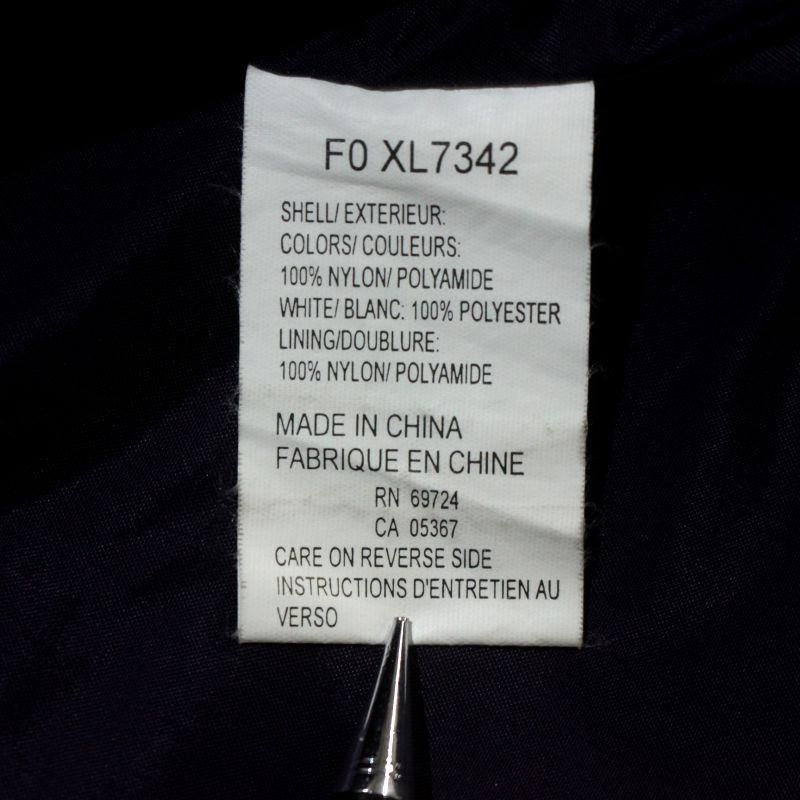 F0 XL7342
SHELL/ EXTERIEUR:
COLORS/ COULEURS:
100% NYLON/ POLYAMIDE
WHITE/ BLANC: 100% POLYESTER
LINING/DOUBLURE:
100% NYLON/ POLYAMIDE
MADE IN CHINA
FABRIQUE EN CHINE
RN 69724
CA 05367
CARE ON REVERSE SIDE
INSTRUCTIONS D'ENTRETIEN AU
VERSO